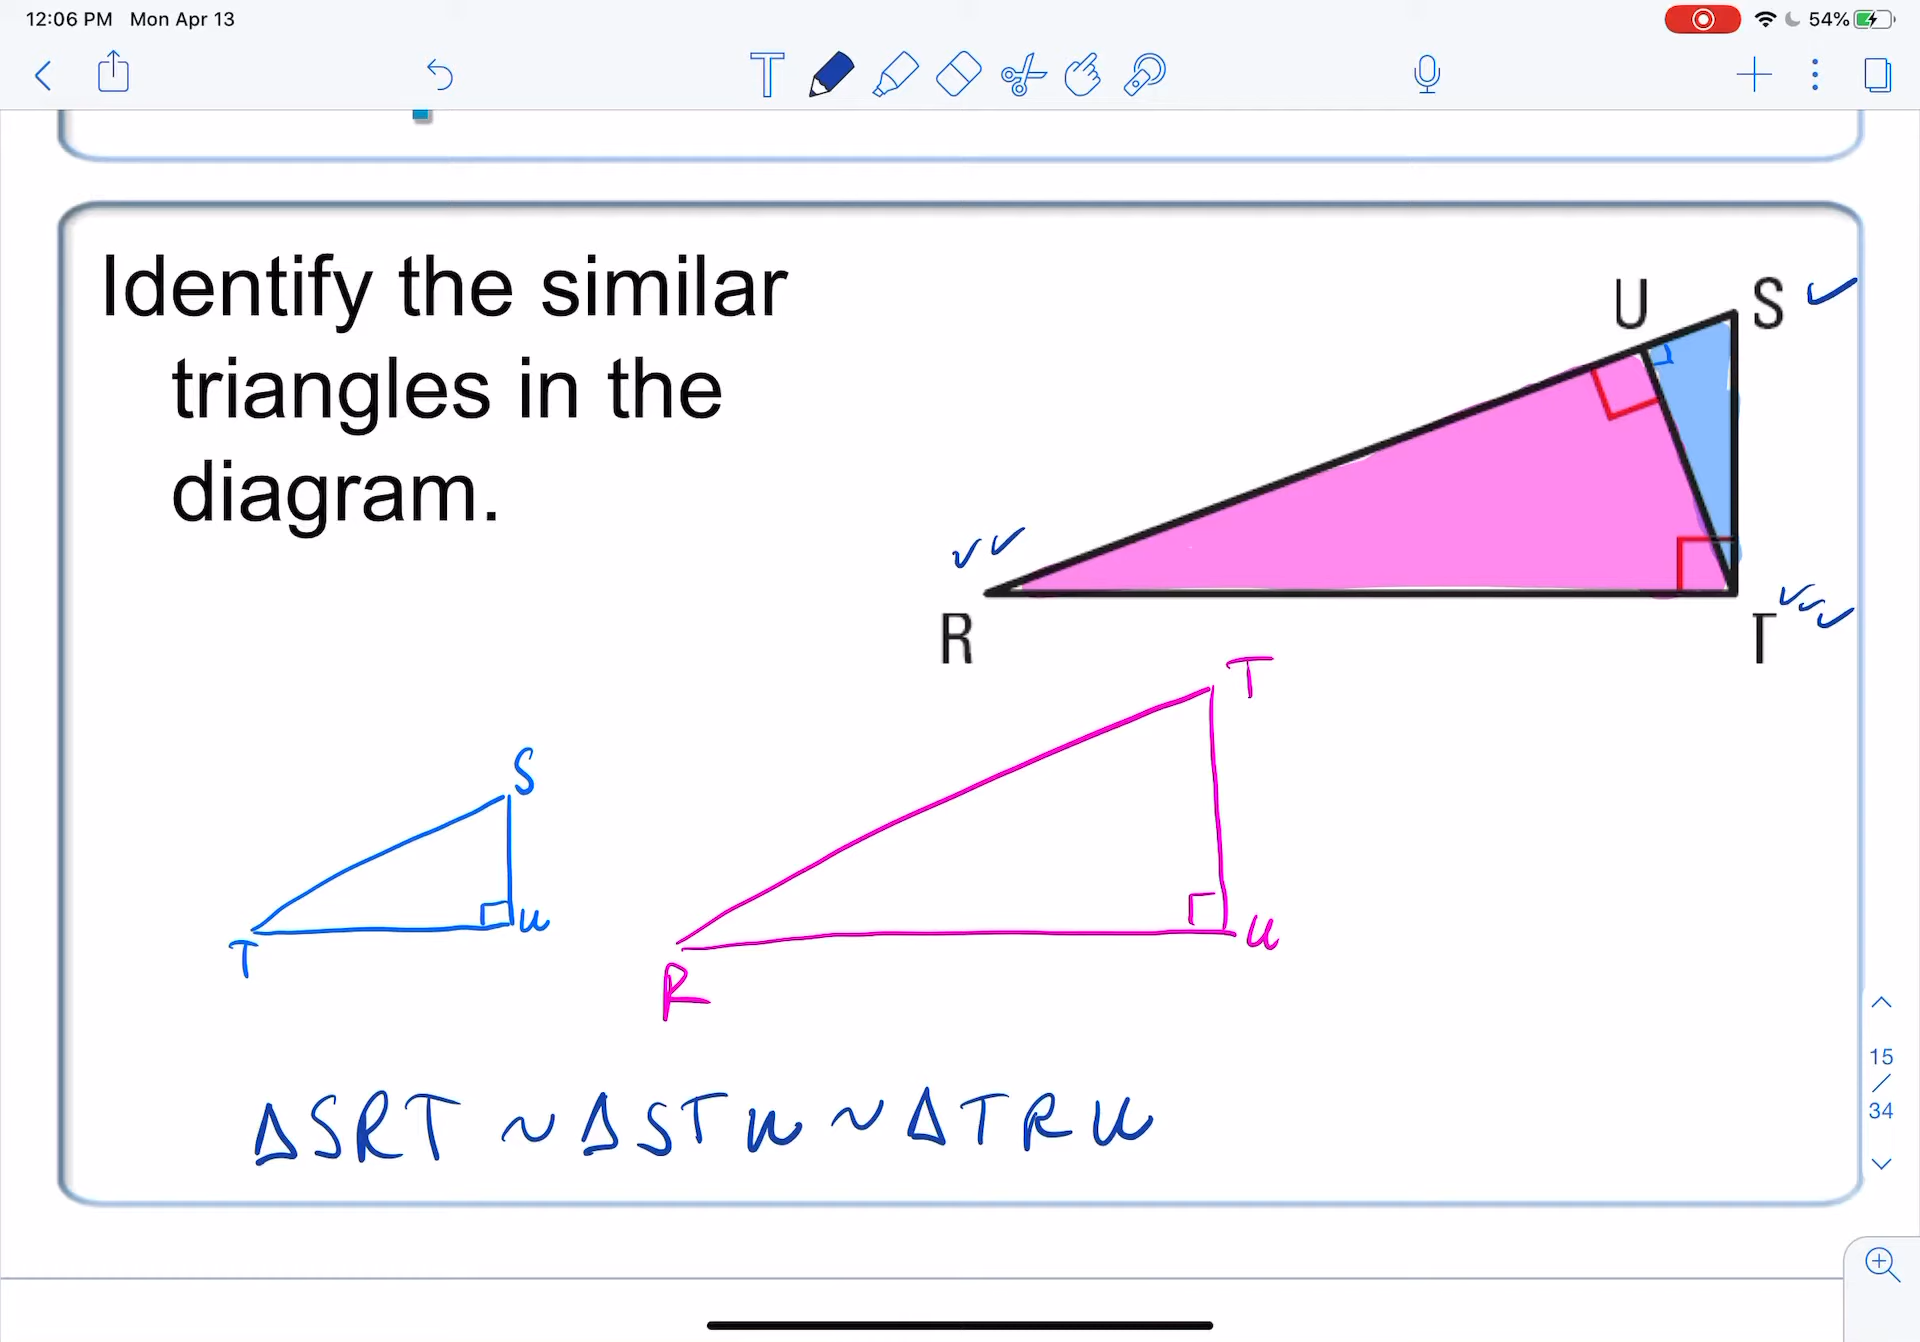 12:06 PM Mon Apr 13
54%
T
Identify the similar
triangles in the
diagram.
U S
R
T
T
S
u
T
u
R
15
/
34
ΔSRT ~ ΔSTu ~ ΔTRu